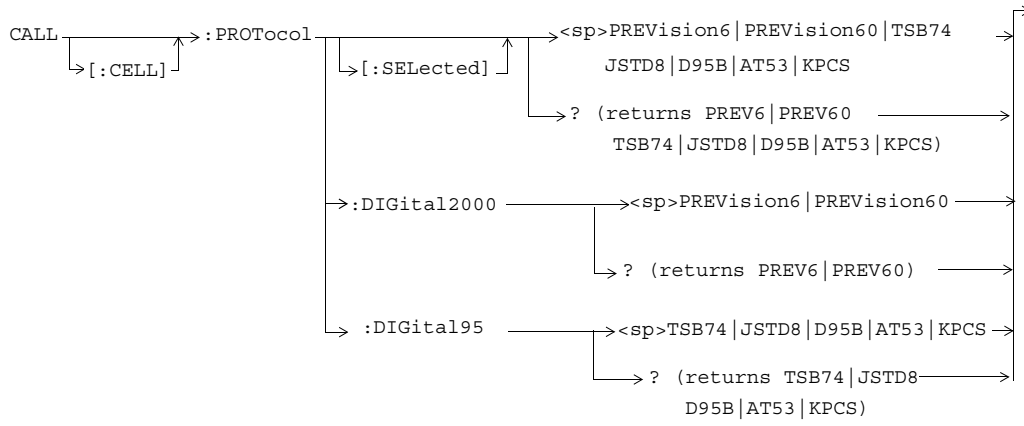 CALL :PROTocol <sp>PREVision6|PREVision60|TSB74
[:CELL] [:SELected] JSTD8|D95B|AT53|KPCS
? (returns PREV6|PREV60
TSB74|JSTD8|D95B|AT53|KPCS)
:DIGital2000 <sp>PREVision6|PREVision60
? (returns PREV6|PREV60)
:DIGital95 <sp>TSB74|JSTD8|D95B|AT53|KPCS
? (returns TSB74|JSTD8
D95B|AT53|KPCS)